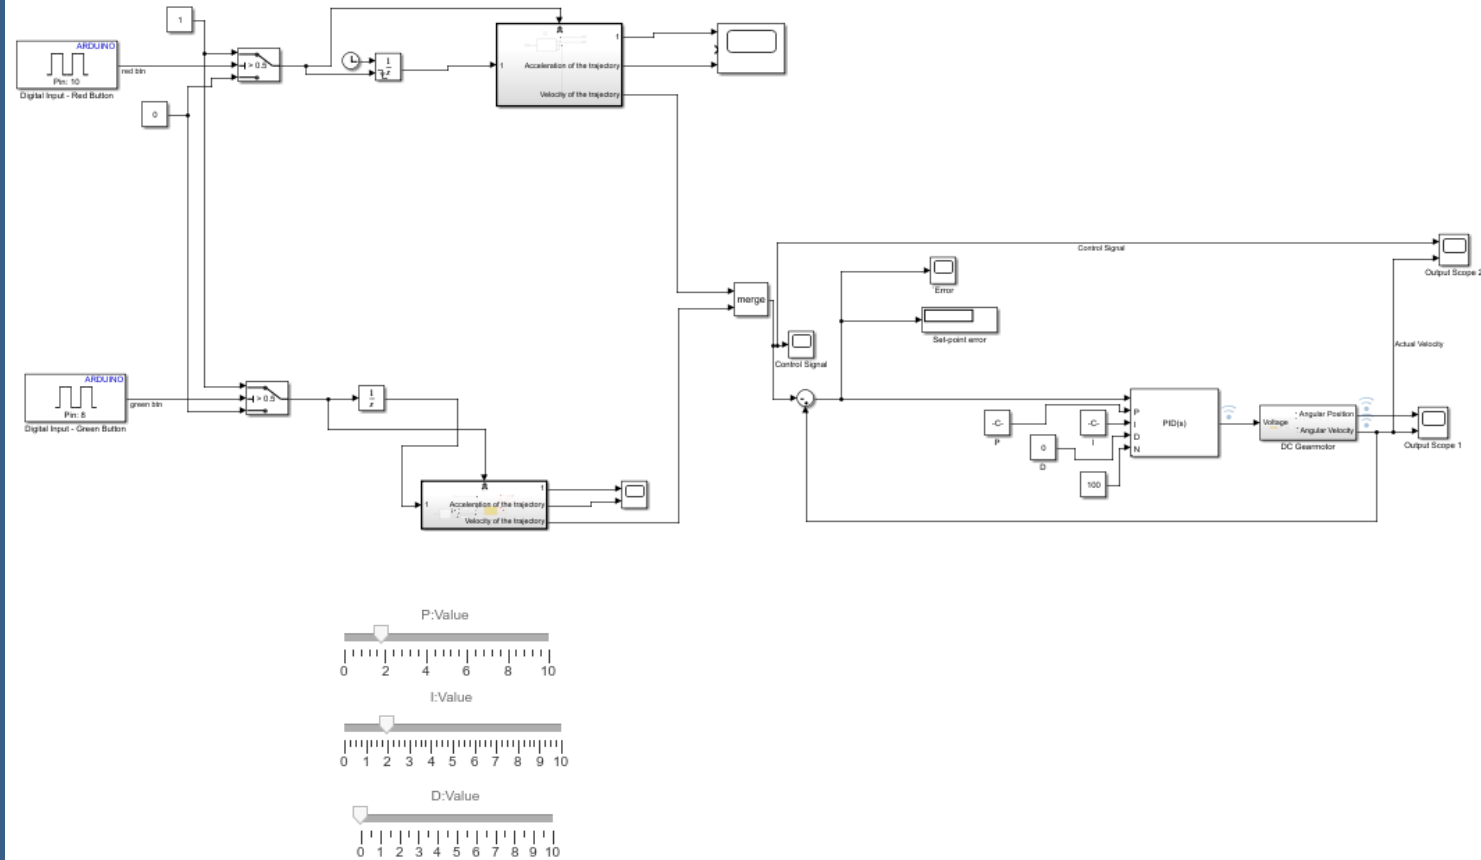 1
ARDUINO
Pin: 10
Digital Input - Red Button
red btn
> 0.5
0
1
s
1
1
Acceleration of the trajectory
Velocity of the trajectory
Control Signal
Output Scope 2
Error
merge
Set-point error
Control Signal
Actual Velocity
ARDUINO
Pin: 8
Digital Input - Green Button
green btn
> 0.5
1
s
-C-
P
-C-
I
0
D
100
P
I
D
N
PID(s)
Voltage
Angular Position
Angular Velocity
DC Gearmotor
Output Scope 1
1
1
Acceleration of the trajectory
Velocity of the trajectory
P:Value
0 2 4 6 8 10
I:Value
0 1 2 3 4 5 6 7 8 9 10
D:Value
0 1 2 3 4 5 6 7 8 9 10